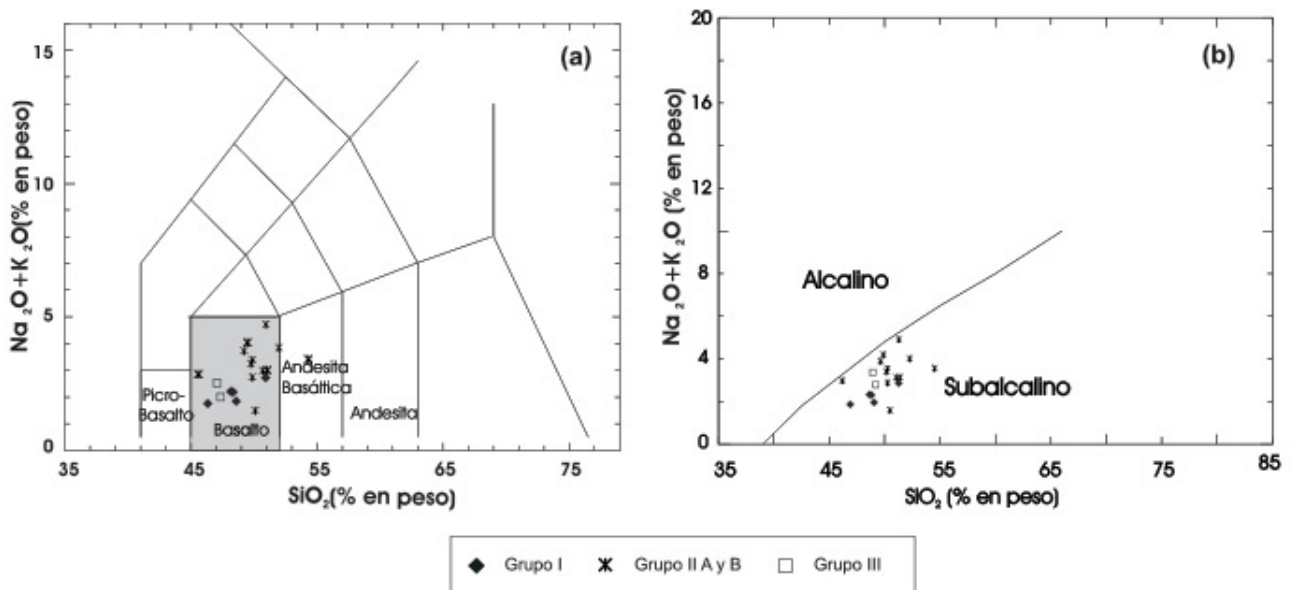 (a)
15
10
5
0
Na₂O+K₂O(% en peso)
Picro-
Basalto
Basalto
Andesita
Basáltica
Andesita
35 45 55 65 75
SiO₂(% en peso)
(b)
20
16
12
8
4
0
Na₂O+K₂O (% en peso)
Alcalino
Subalcalino
35 45 55 65 75 85
SIO₂ (% en peso)
Grupo I Grupo II A y B Grupo III